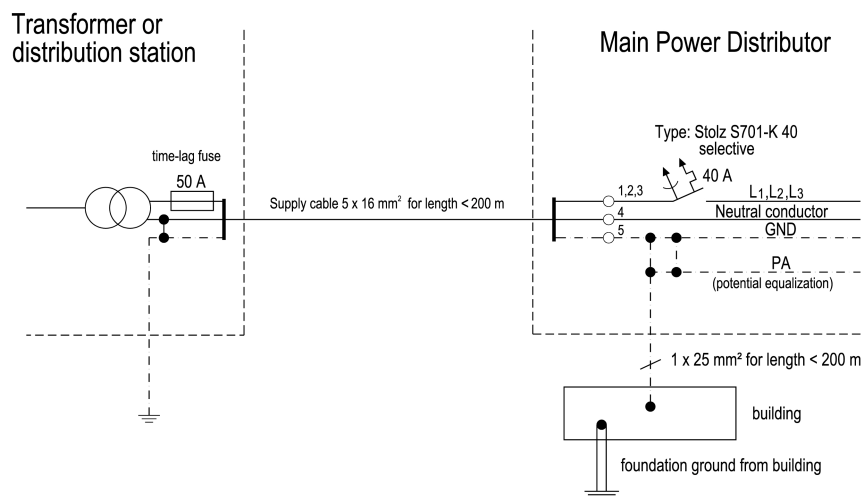 Transformer or
distribution station
Main Power Distributor
Type: Stolz S701-K 40
selective
time-lag fuse
50 A
40 A
Supply cable 5 x 16 mm² for length < 200 m
1,2,3
L1,L2,L3
4
Neutral conductor
5
GND
PA
(potential equalization)
1 x 25 mm² for length < 200 m
building
foundation ground from building